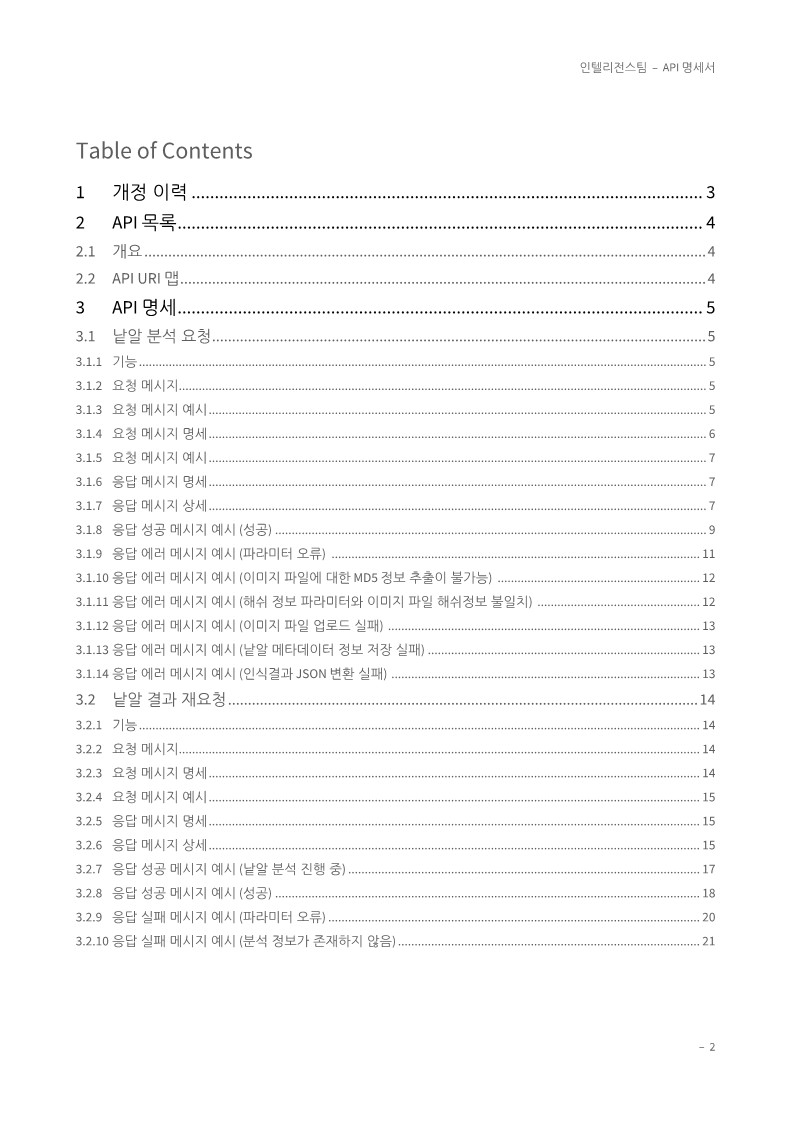 인텔리전스팀 – API 명세서
Table of Contents
1 개정 이력 ........................................................................................................ 3
2 API 목록........................................................................................................ 4
2.1 개요 ........................................................................................................ 4
2.2 API URI 맵........................................................................................................ 4
3 API 명세........................................................................................................ 5
3.1 낱알 분석 요청........................................................................................................ 5
3.1.1 기능 ........................................................................................................ 5
3.1.2 요청 메시지........................................................................................................ 5
3.1.3 요청 메시지 예시 ........................................................................................................ 5
3.1.4 요청 메시지 명세 ........................................................................................................ 6
3.1.5 요청 메시지 예시 ........................................................................................................ 7
3.1.6 응답 메시지 명세 ........................................................................................................ 7
3.1.7 응답 메시지 상세 ........................................................................................................ 7
3.1.8 응답 성공 메시지 예시 (성공) ........................................................................................................ 9
3.1.9 응답 에러 메시지 예시 (파라미터 오류) ........................................................................................................ 11
3.1.10 응답 에러 메시지 예시 (이미지 파일에 대한 MD5 정보 추출이 불가능) ................................................................ 12
3.1.11 응답 에러 메시지 예시 (해쉬 정보 파라미터와 이미지 파일 해쉬정보 불일치) .................................................. 12
3.1.12 응답 에러 메시지 예시 (이미지 파일 업로드 실패) ........................................................................................ 13
3.1.13 응답 에러 메시지 예시 (낱알 메타데이터 정보 저장 실패) .................................................................................. 13
3.1.14 응답 에러 메시지 예시 (인식결과 JSON 변환 실패) ........................................................................................ 13
3.2 낱알 결과 재요청 ........................................................................................................ 14
3.2.1 기능 ........................................................................................................ 14
3.2.2 요청 메시지........................................................................................................ 14
3.2.3 요청 메시지 명세 ........................................................................................................ 14
3.2.4 요청 메시지 예시 ........................................................................................................ 15
3.2.5 응답 메시지 명세 ........................................................................................................ 15
3.2.6 응답 메시지 상세 ........................................................................................................ 15
3.2.7 응답 성공 메시지 예시 (낱알 분석 진행 중) ........................................................................................................ 17
3.2.8 응답 성공 메시지 예시 (성공) ........................................................................................................ 18
3.2.9 응답 실패 메시지 예시 (파라미터 오류) ........................................................................................................ 20
3.2.10 응답 실패 메시지 예시 (분석 정보가 존재하지 않음) ........................................................................................ 21
– 2